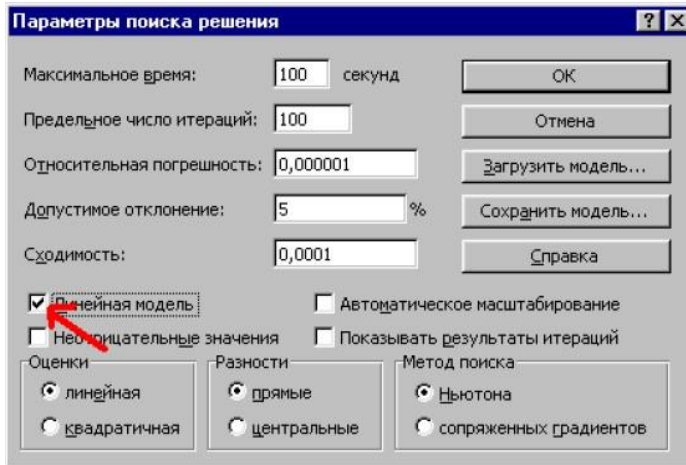 Параметры поиска решения
Максимальное время: 100 секунд
OK
Предельное число итераций: 100
Отмена
Относительная погрешность: 0,000001
Загрузить модель...
Допустимое отклонение: 5 %
Сохранить модель...
Сходимость: 0,0001
Справка
Линейная модель
Автоматическое масштабирование
Неотрицательные значения
Показывать результаты итераций
Оценки
Разности
Метод поиска
линейная
прямые
Ньютона
квадратичная
центральные
сопряженных градиентов